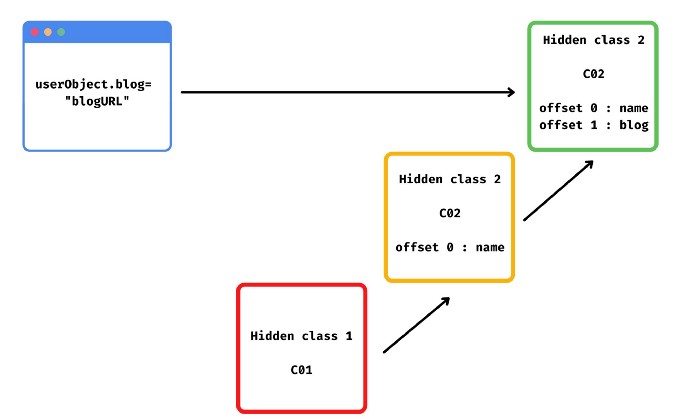 userObject.blog=
"blogURL"
Hidden class 2
C02
offset 0 : name
offset 1 : blog
Hidden class 2
C02
offset 0 : name
Hidden class 1
C01